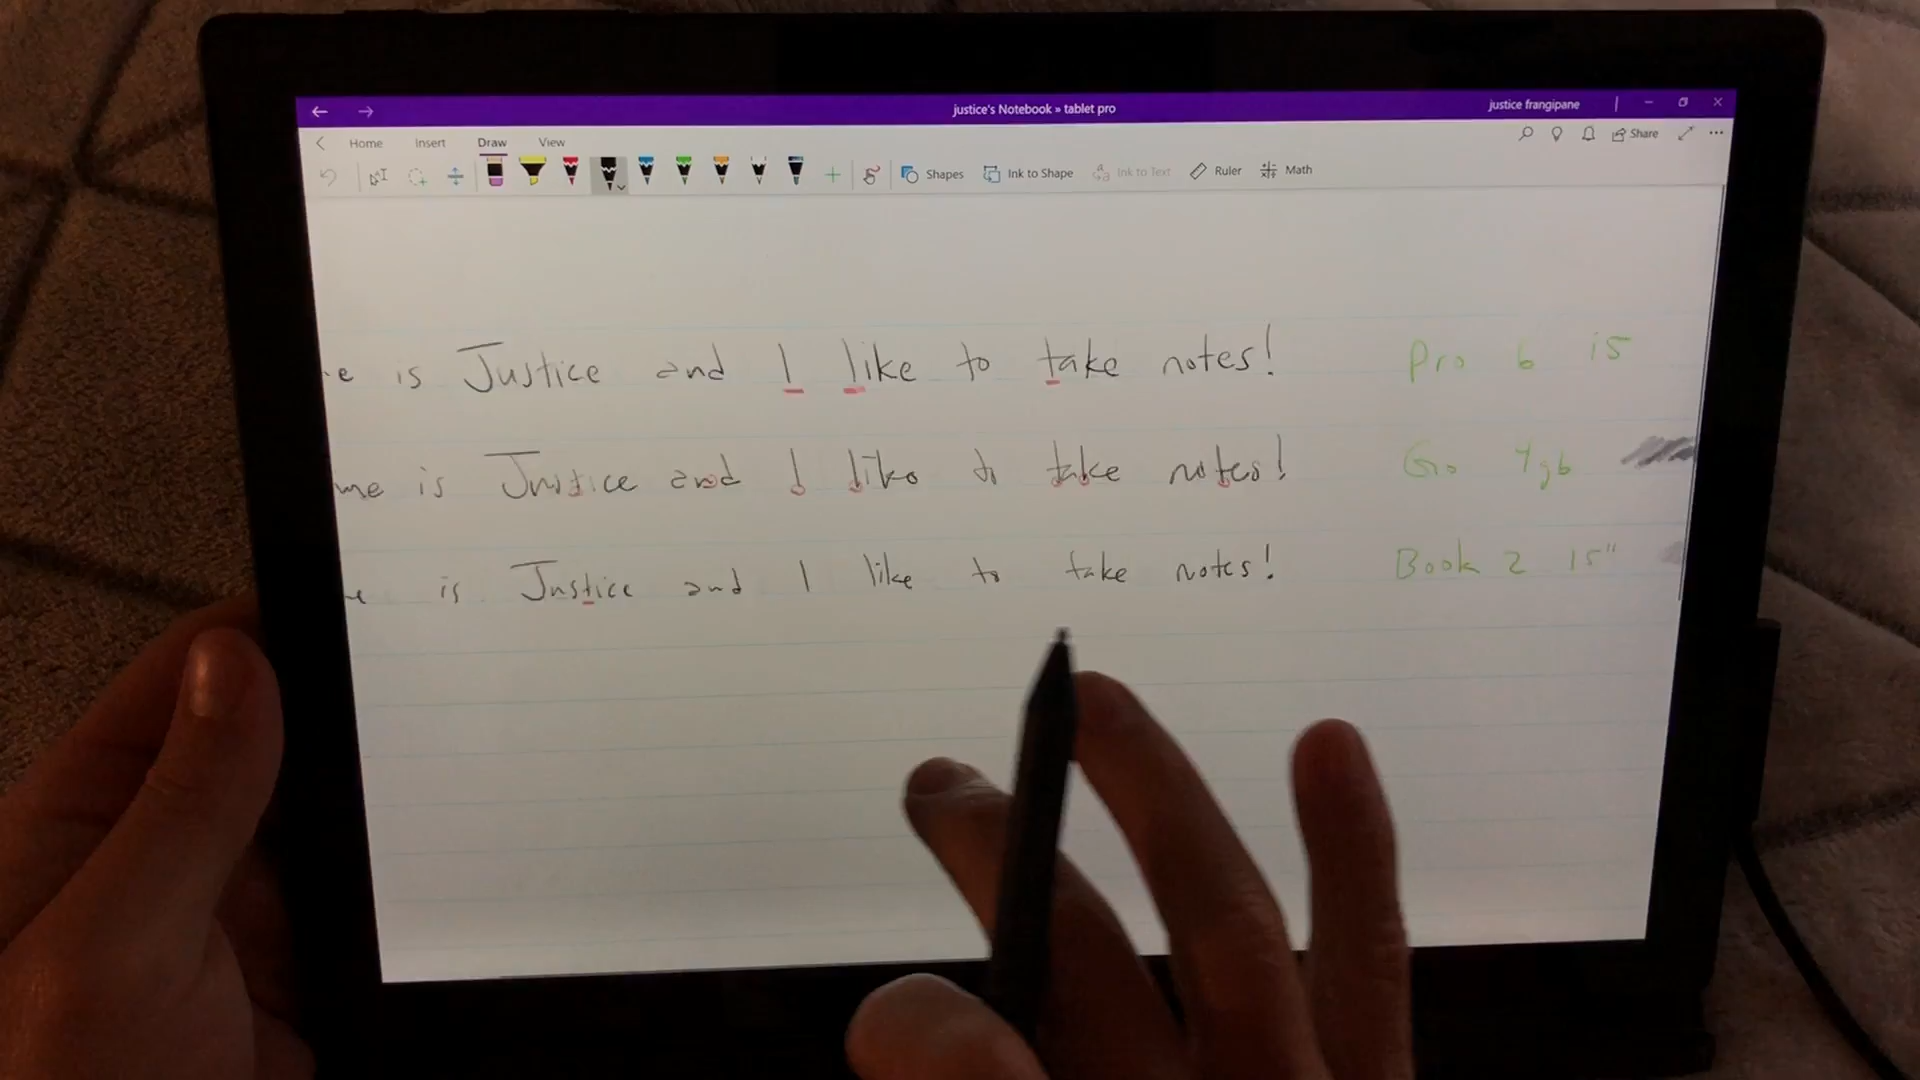 justice's Notebook » tablet pro
justice frangipane
Home Insert Draw View
Share
Shapes Ink to Shape Ink to Text Ruler Math
is Justice and I like to take notes! Pro 6 i5
me is Justice and I like to take notes! Go 4gb
is Justice and I like to take notes! Book 2 15"